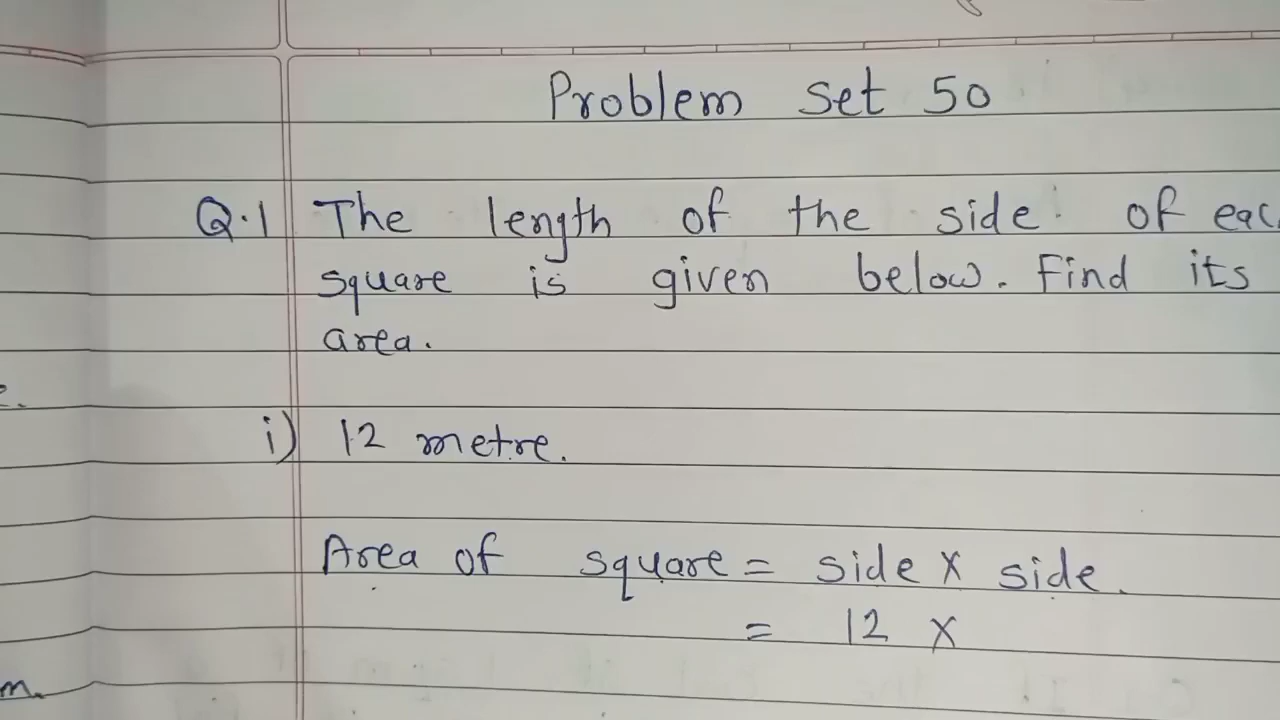 Problem set 50
Q.1 The length of the side of eac
square is given below. Find its
area.
i) 12 metre.
Area of square = side × side.
= 12 ×
m.